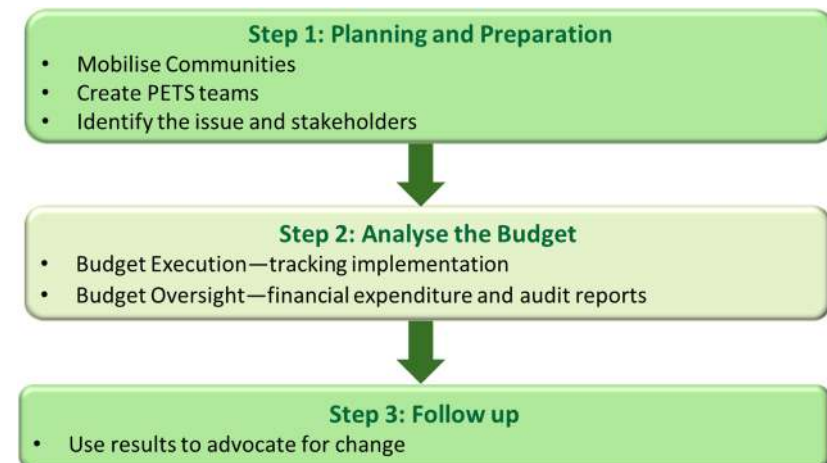 Step 1: Planning and Preparation
• Mobilise Communities
• Create PETS teams
• Identify the issue and stakeholders
Step 2: Analyse the Budget
• Budget Execution—tracking implementation
• Budget Oversight—financial expenditure and audit reports
Step 3: Follow up
• Use results to advocate for change